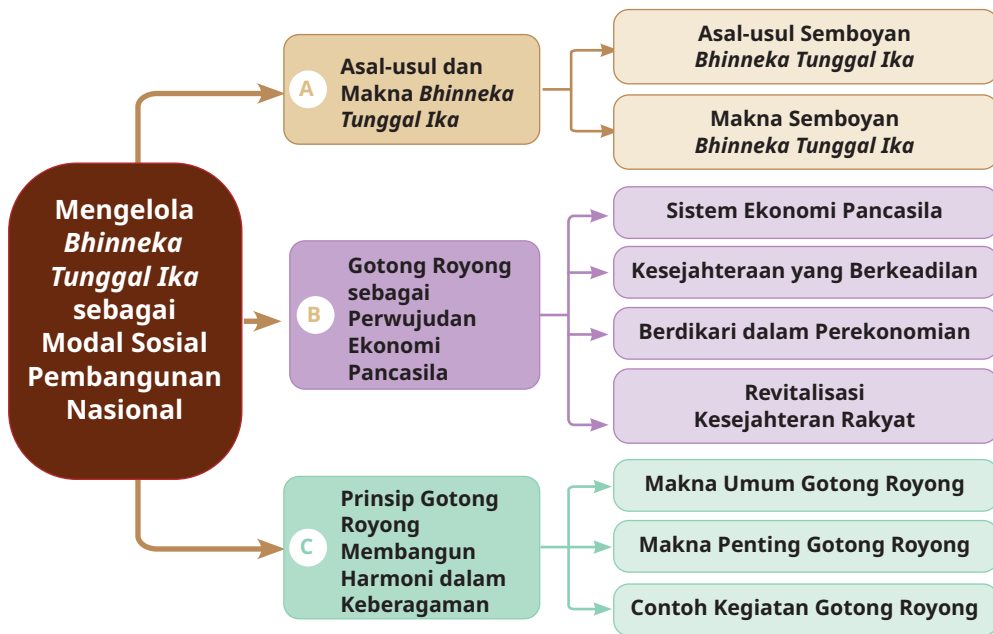 Mengelola
Bhinneka
Tunggal Ika
sebagai
Modal Sosial
Pembangunan
Nasional
A
Asal-usul dan
Makna Bhinneka
Tunggal Ika
Asal-usul Semboyan
Bhinneka Tunggal Ika
Makna Semboyan
Bhinneka Tunggal Ika
B
Gotong Royong
sebagai
Perwujudan
Ekonomi
Pancasila
Sistem Ekonomi Pancasila
Kesejahteraan yang Berkeadilan
Berdikari dalam Perekonomian
Revitalisasi
Kesejahteran Rakyat
C
Prinsip Gotong
Royong
Membangun
Harmoni dalam
Keberagaman
Makna Umum Gotong Royong
Makna Penting Gotong Royong
Contoh Kegiatan Gotong Royong